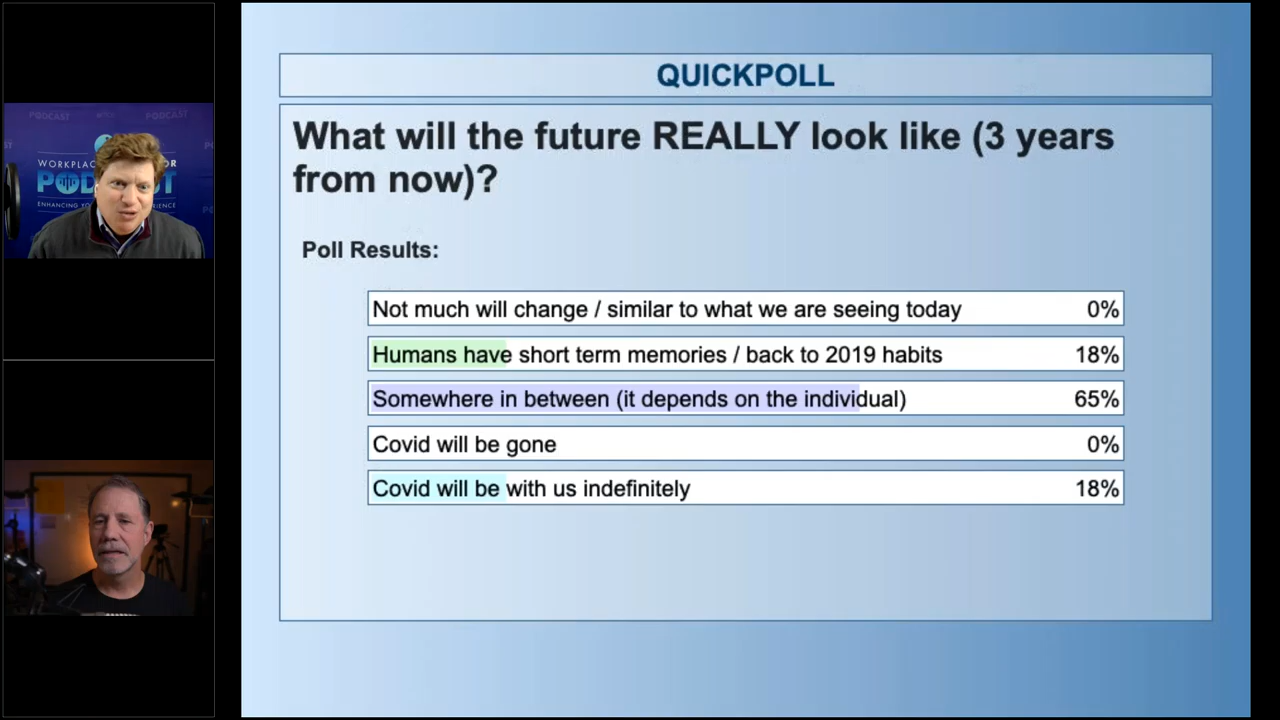 QUICKPOLL
What will the future REALLY look like (3 years
from now)?
Poll Results:
Not much will change / similar to what we are seeing today 0%
Humans have short term memories / back to 2019 habits 18%
Somewhere in between (it depends on the individual) 65%
Covid will be gone 0%
Covid will be with us indefinitely 18%
PODCAST
PODCAST